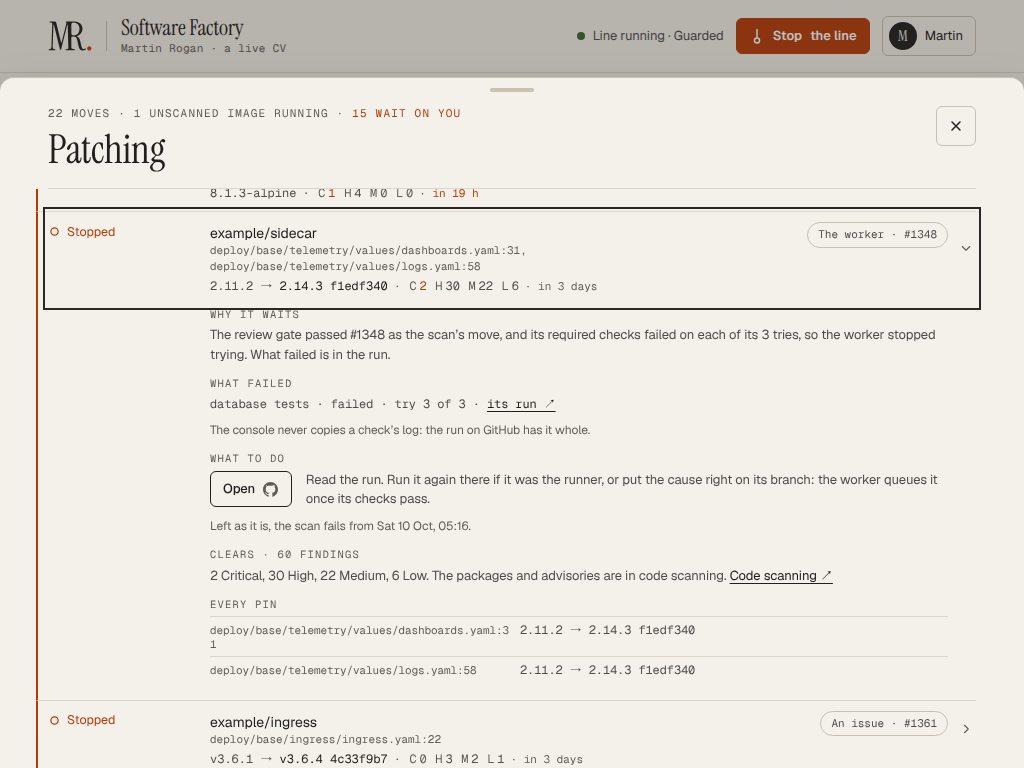 MR.
Software Factory
Martin Rogan · a live CV
Line running · Guarded
Stop the line
M
Martin
22 MOVES · 1 UNSCANNED IMAGE RUNNING · 15 WAIT ON YOU
Patching
8.1.3-alpine · C 1 H 4 M 0 L 0 · in 19 h
Stopped
example/sidecar
The worker · #1348
deploy/base/telemetry/values/dashboards.yaml:31,
deploy/base/telemetry/values/logs.yaml:58
2.11.2 → 2.14.3 f1edf340 · C 2 H 30 M 22 L 6 · in 3 days
WHY IT WAITS
The review gate passed #1348 as the scan’s move, and its required checks failed on each of its 3 tries, so the worker stopped
trying. What failed is in the run.
WHAT FAILED
database tests · failed · try 3 of 3 · its run ↗
The console never copies a check’s log: the run on GitHub has it whole.
WHAT TO DO
Open
Read the run. Run it again there if it was the runner, or put the cause right on its branch: the worker queues it
once its checks pass.
Left as it is, the scan fails from Sat 10 Oct, 05:16.
CLEARS · 60 FINDINGS
2 Critical, 30 High, 22 Medium, 6 Low. The packages and advisories are in code scanning. Code scanning ↗
EVERY PIN
deploy/base/telemetry/values/dashboards.yaml:3 2.11.2 → 2.14.3 f1edf340
1
deploy/base/telemetry/values/logs.yaml:58 2.11.2 → 2.14.3 f1edf340
Stopped
example/ingress
An issue · #1361
deploy/base/ingress/ingress.yaml:22
v3.6.1 → v3.6.4 4c33f9b7 · C 0 H 3 M 2 L 1 · in 3 days